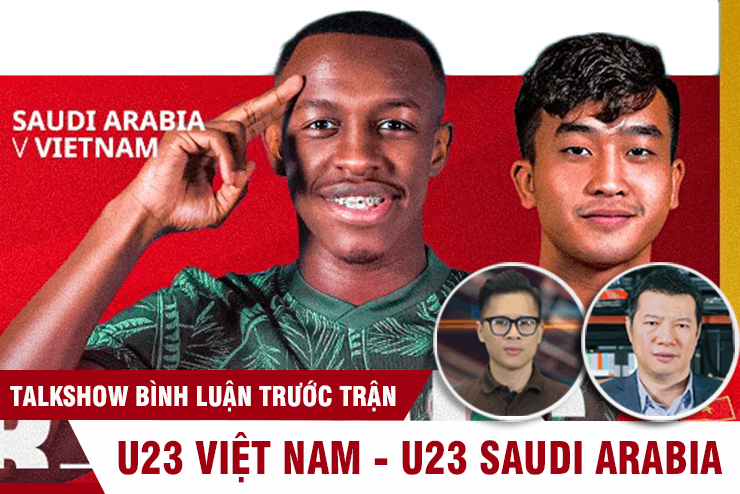 SAUDI ARABIA
V VIETNAM
TALKSHOW BÌNH LUẬN TRƯỚC TRẬN
U23 VIỆT NAM - U23 SAUDI ARABIA